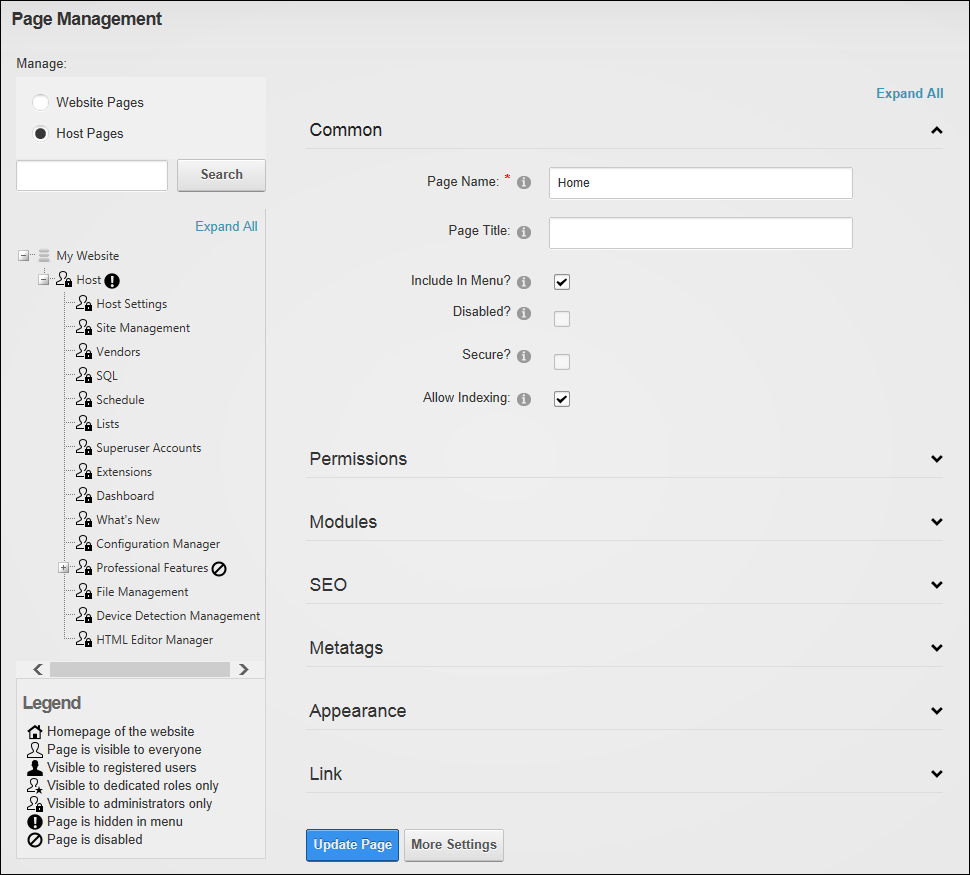 Page Management
Manage:
Website Pages
Host Pages
Search
Expand All
My Website
Host
Host Settings
Site Management
Vendors
SQL
Schedule
Lists
Superuser Accounts
Extensions
Dashboard
What's New
Configuration Manager
Professional Features
File Management
Device Detection Management
HTML Editor Manager
Legend
Homepage of the website
Page is visible to everyone
Visible to registered users
Visible to dedicated roles only
Visible to administrators only
Page is hidden in menu
Page is disabled
Expand All
Common
Page Name: * Home
Page Title:
Include In Menu?
Disabled?
Secure?
Allow Indexing:
Permissions
Modules
SEO
Metatags
Appearance
Link
Update Page More Settings